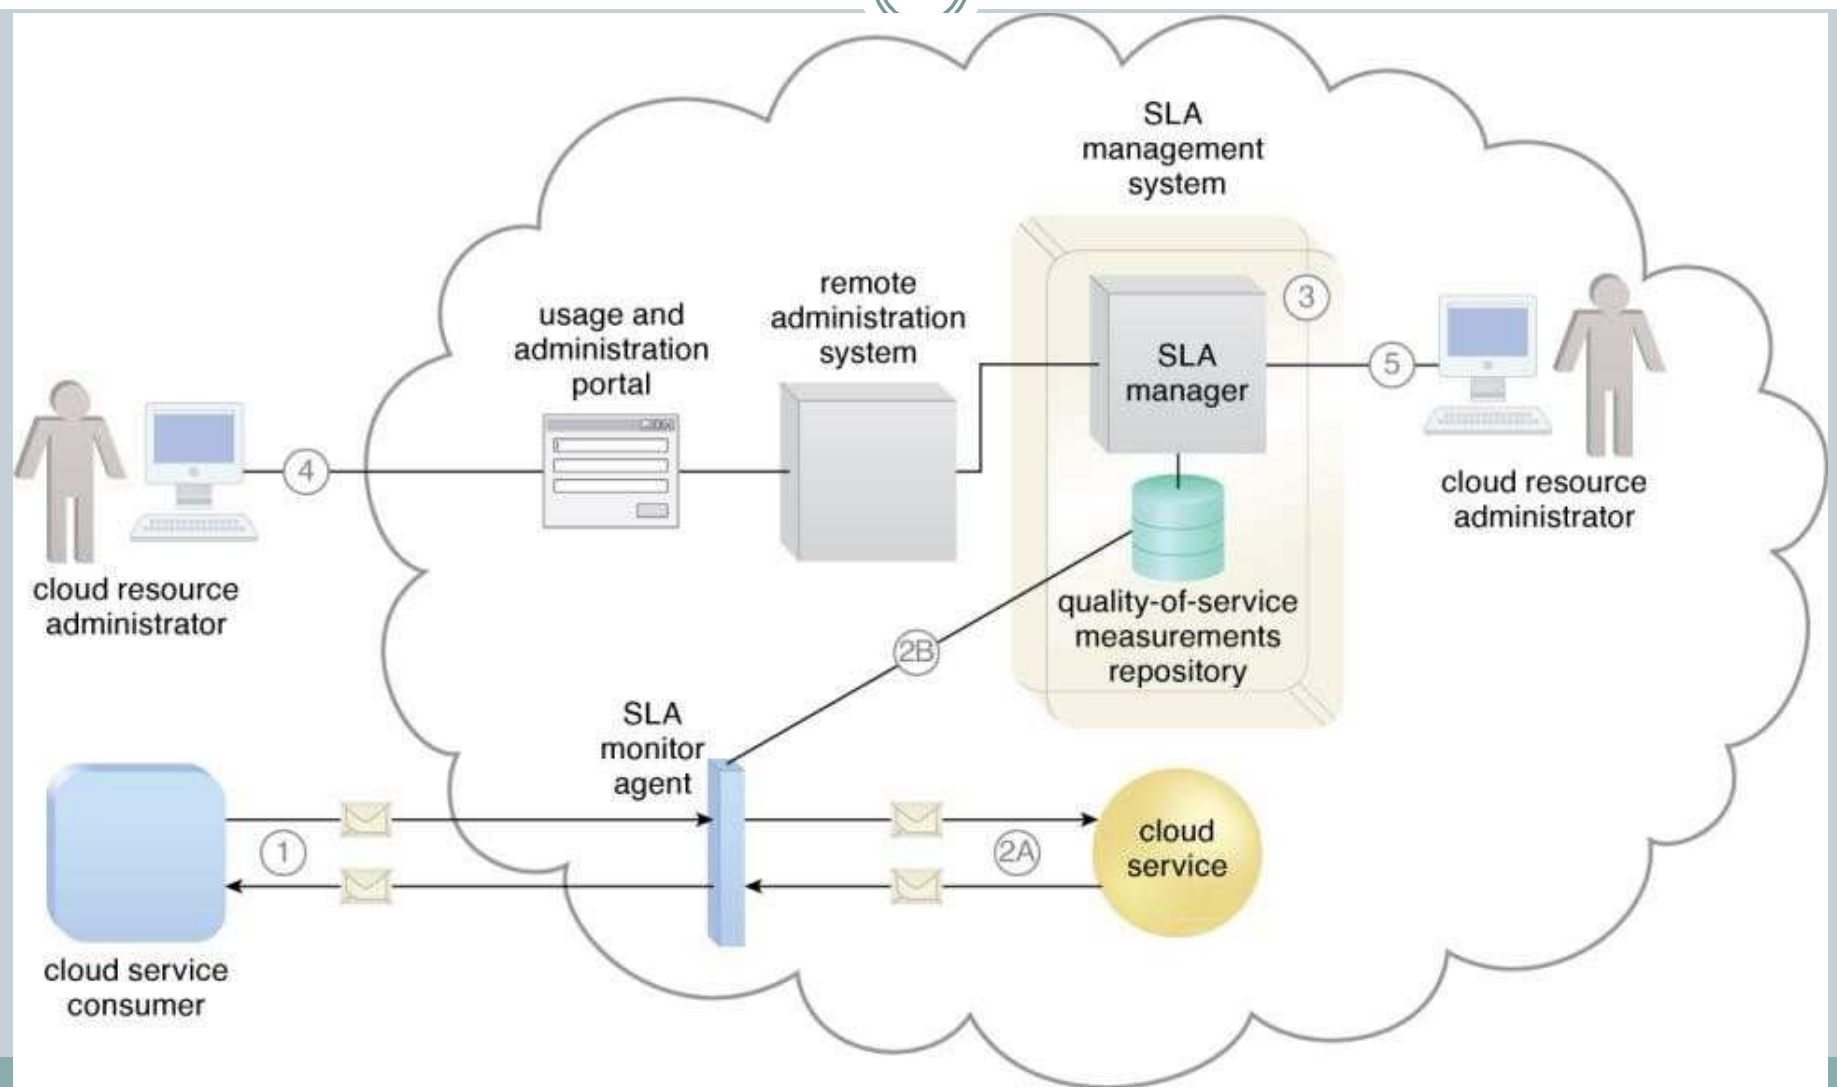 SLA
management
system
remote
administration
system
usage and
administration
portal
3
SLA
manager
5
4
cloud resource
administrator
cloud resource
administrator
quality-of-service
measurements
repository
2B
SLA
monitor
agent
1
2A
cloud
service
cloud service
consumer